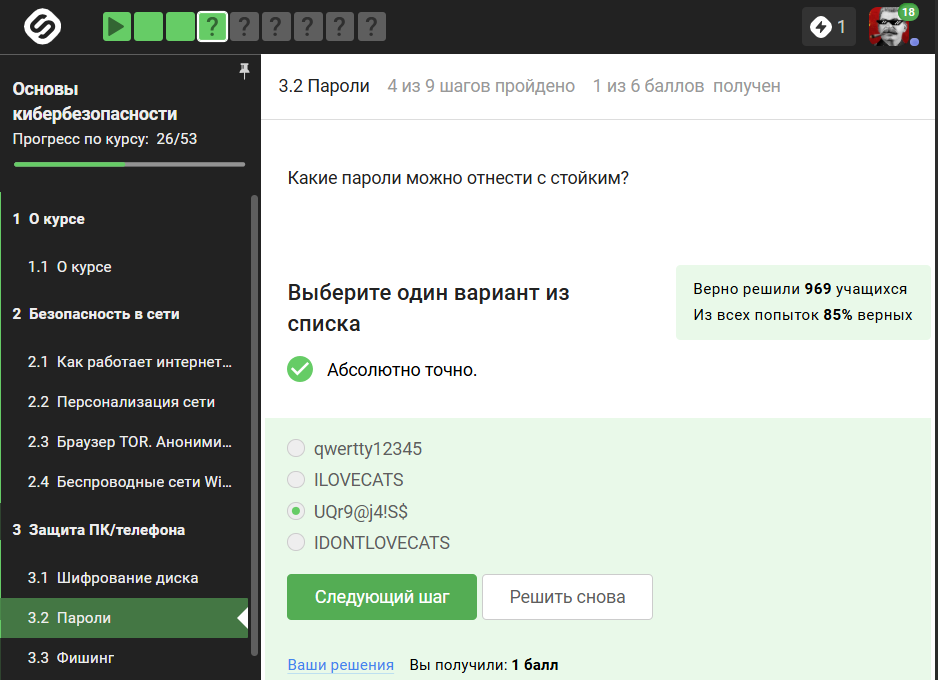 ? ? ? ? ? ?
1
18
Основы
кибербезопасности
Прогресс по курсу: 26/53
1 О курсе
1.1 О курсе
2 Безопасность в сети
2.1 Как работает интернет...
2.2 Персонализация сети
2.3 Браузер TOR. Аноними...
2.4 Беспроводные сети Wi...
3 Защита ПК/телефона
3.1 Шифрование диска
3.2 Пароли
3.3 Фишинг
3.2 Пароли 4 из 9 шагов пройдено 1 из 6 баллов получен
Какие пароли можно отнести с стойким?
Выберите один вариант из
списка
Верно решили 969 учащихся
Из всех попыток 85% верных
Абсолютно точно.
qwertty12345
ILOVECATS
UQr9@j4!S$
IDONTLOVECATS
Следующий шаг
Решить снова
Ваши решения Вы получили: 1 балл